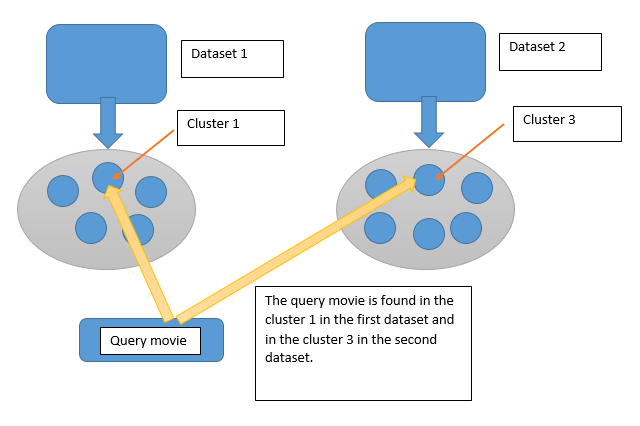 Dataset 1
Dataset 2
Cluster 1
Cluster 3
Query movie
The query movie is found in the
cluster 1 in the first dataset and
in the cluster 3 in the second
dataset.